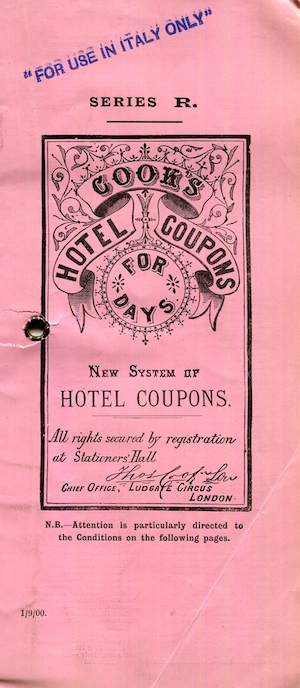 "FOR USE IN ITALY ONLY"
SERIES R.
COOK'S
HOTEL COUPONS
FOR
DAYS
NEW SYSTEM OF
HOTEL COUPONS.
All rights secured by registration
at Stationers' Hall
Thos Cook & Son
CHIEF OFFICE, LUDGATE CIRCUS
LONDON
N.B.—Attention is particularly directed to
the Conditions on the following pages.
1/9/00.